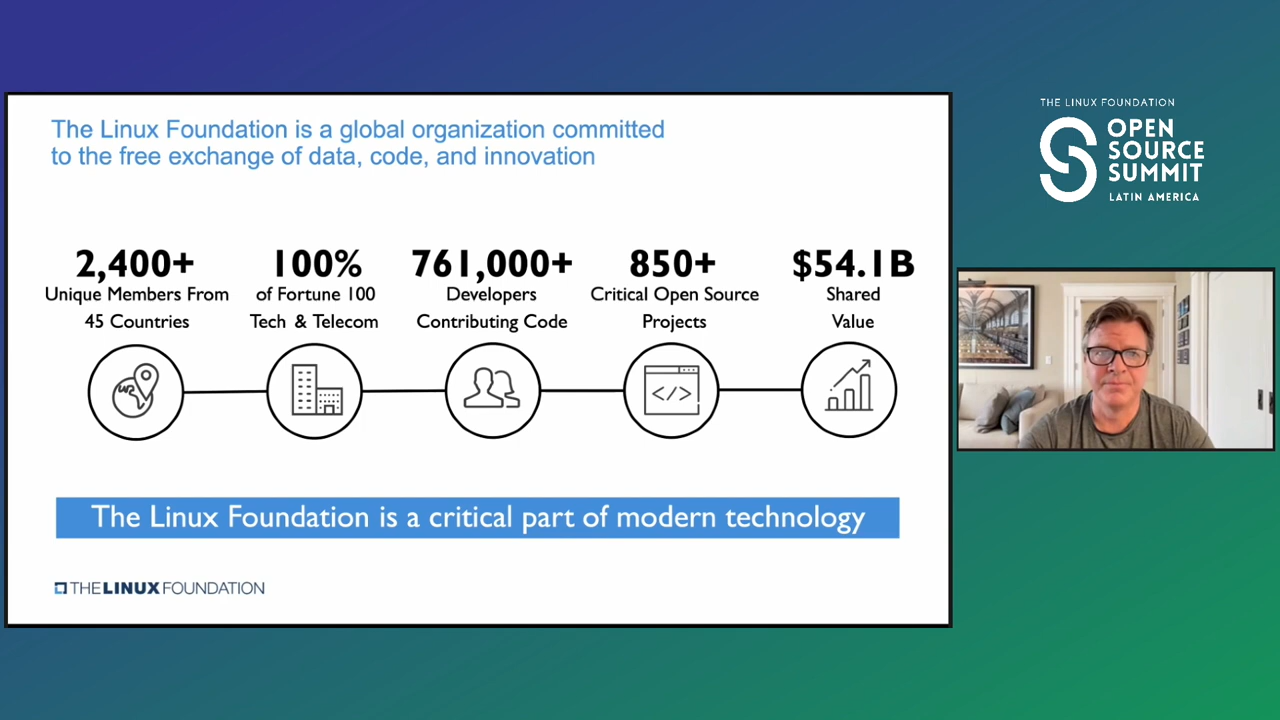 The Linux Foundation is a global organization committed
to the free exchange of data, code, and innovation
2,400+
Unique Members From
45 Countries
100%
of Fortune 100
Tech & Telecom
761,000+
Developers
Contributing Code
850+
Critical Open Source
Projects
$54.1B
Shared
Value
</>
The Linux Foundation is a critical part of modern technology
THE LINUX FOUNDATION
THE LINUX FOUNDATION
OPEN
SOURCE
SUMMIT
LATIN AMERICA